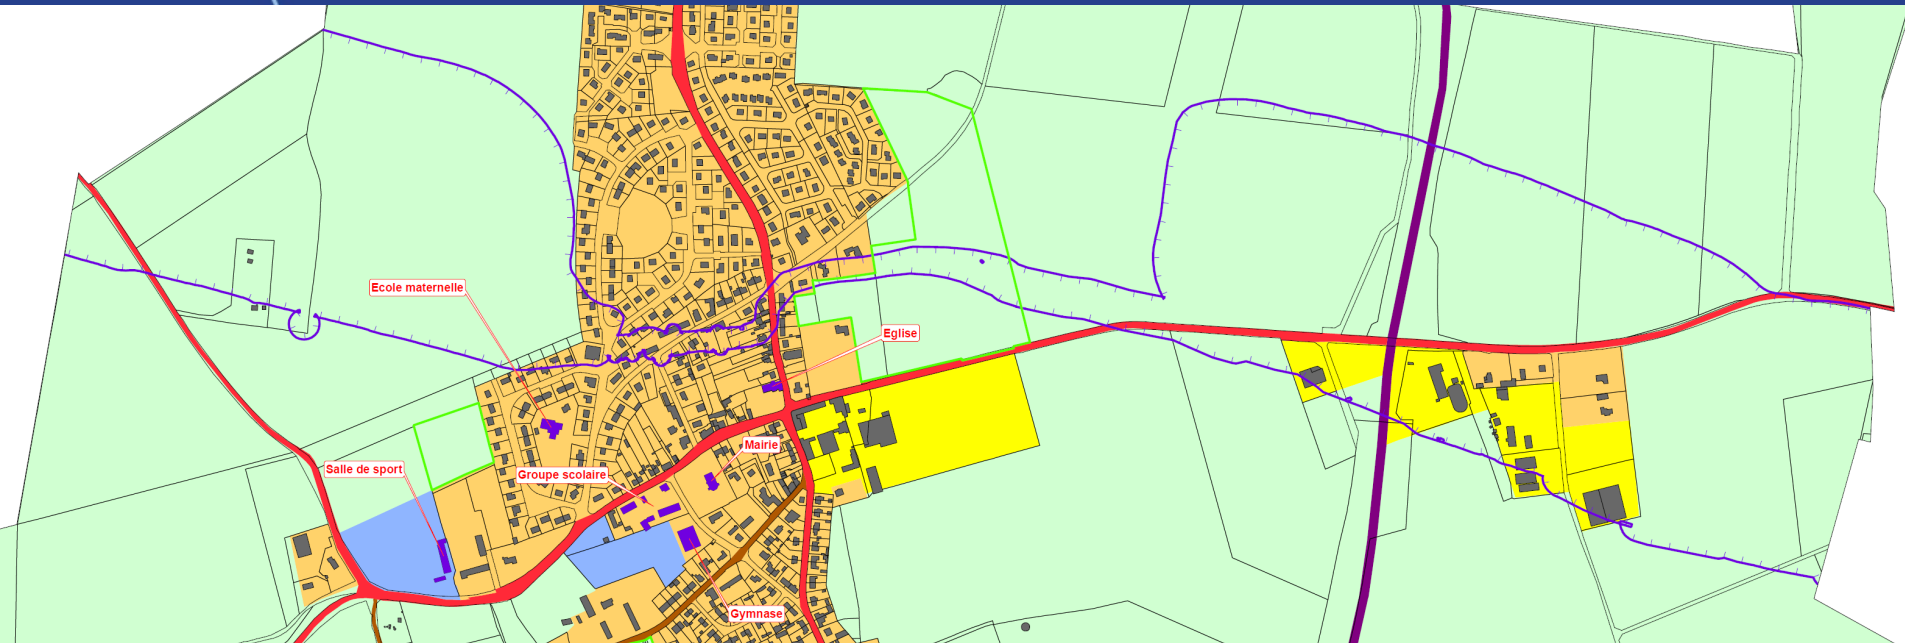 Ecole maternelle
Eglise
Mairie
Salle de sport
Groupe scolaire
Gymnase